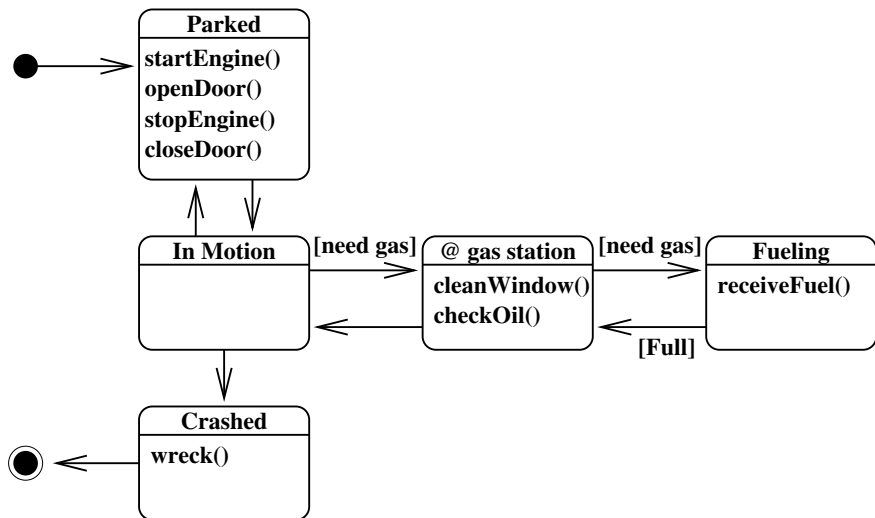 Parked
startEngine()
openDoor()
stopEngine()
closeDoor()
In Motion
[need gas]
@ gas station
cleanWindow()
checkOil()
[need gas]
Fueling
receiveFuel()
[Full]
Crashed
wreck()